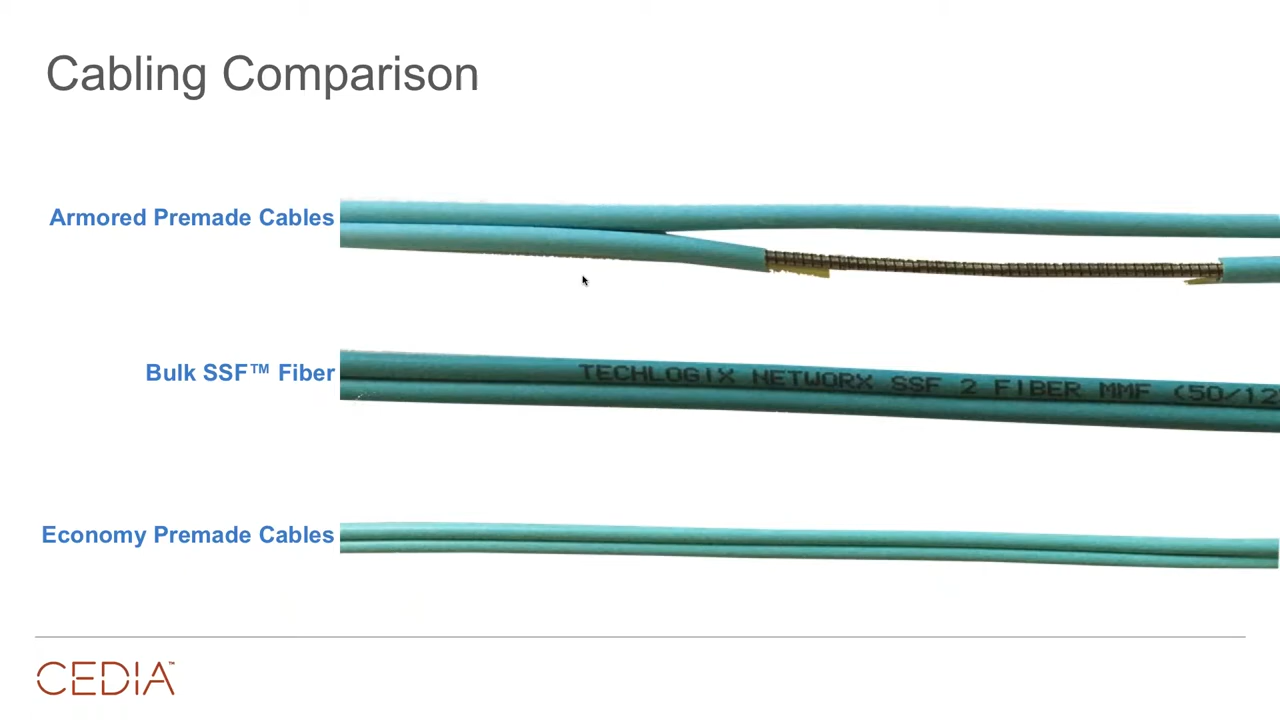 Cabling Comparison
Armored Premade Cables
Bulk SSF™ Fiber
TECHLOGIX NETWORX SSF 2 FIBER MMF (50/12
Economy Premade Cables
CEDIA™